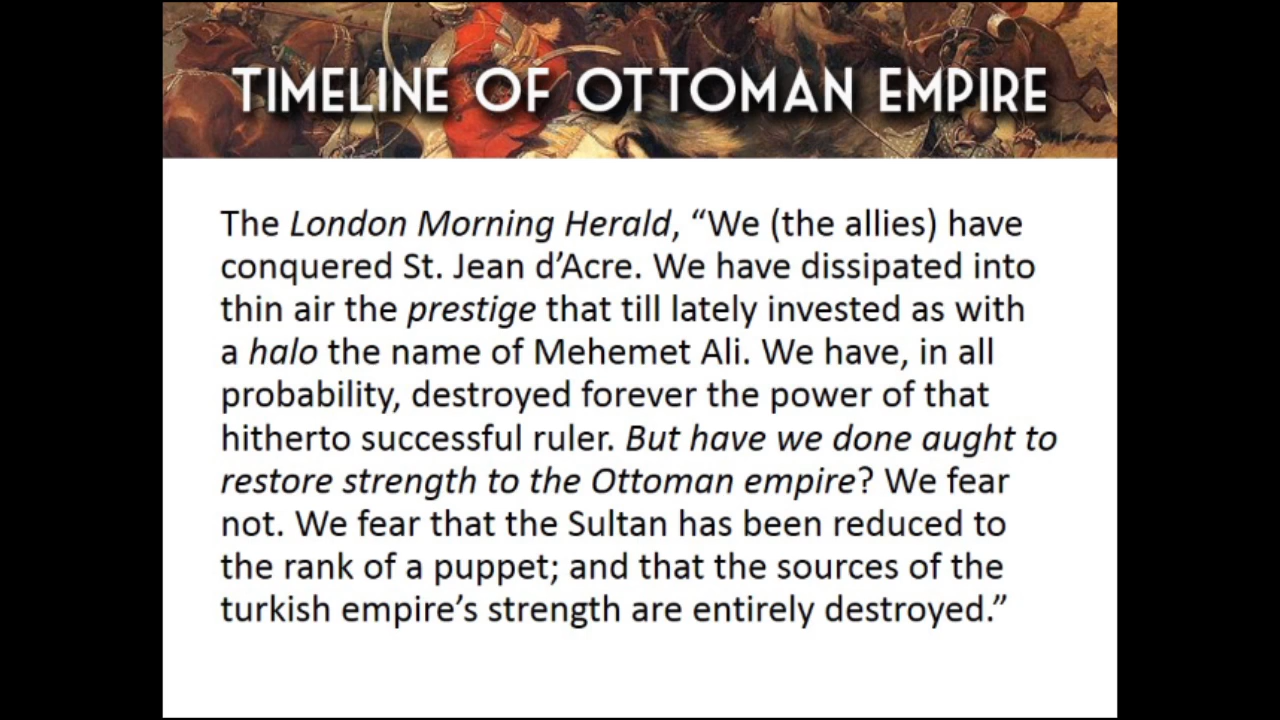 TIMELINE OF OTTOMAN EMPIRE
The London Morning Herald, “We (the allies) have
conquered St. Jean d’Acre. We have dissipated into
thin air the prestige that till lately invested as with
a halo the name of Mehemet Ali. We have, in all
probability, destroyed forever the power of that
hitherto successful ruler. But have we done aught to
restore strength to the Ottoman empire? We fear
not. We fear that the Sultan has been reduced to
the rank of a puppet; and that the sources of the
turkish empire’s strength are entirely destroyed.”